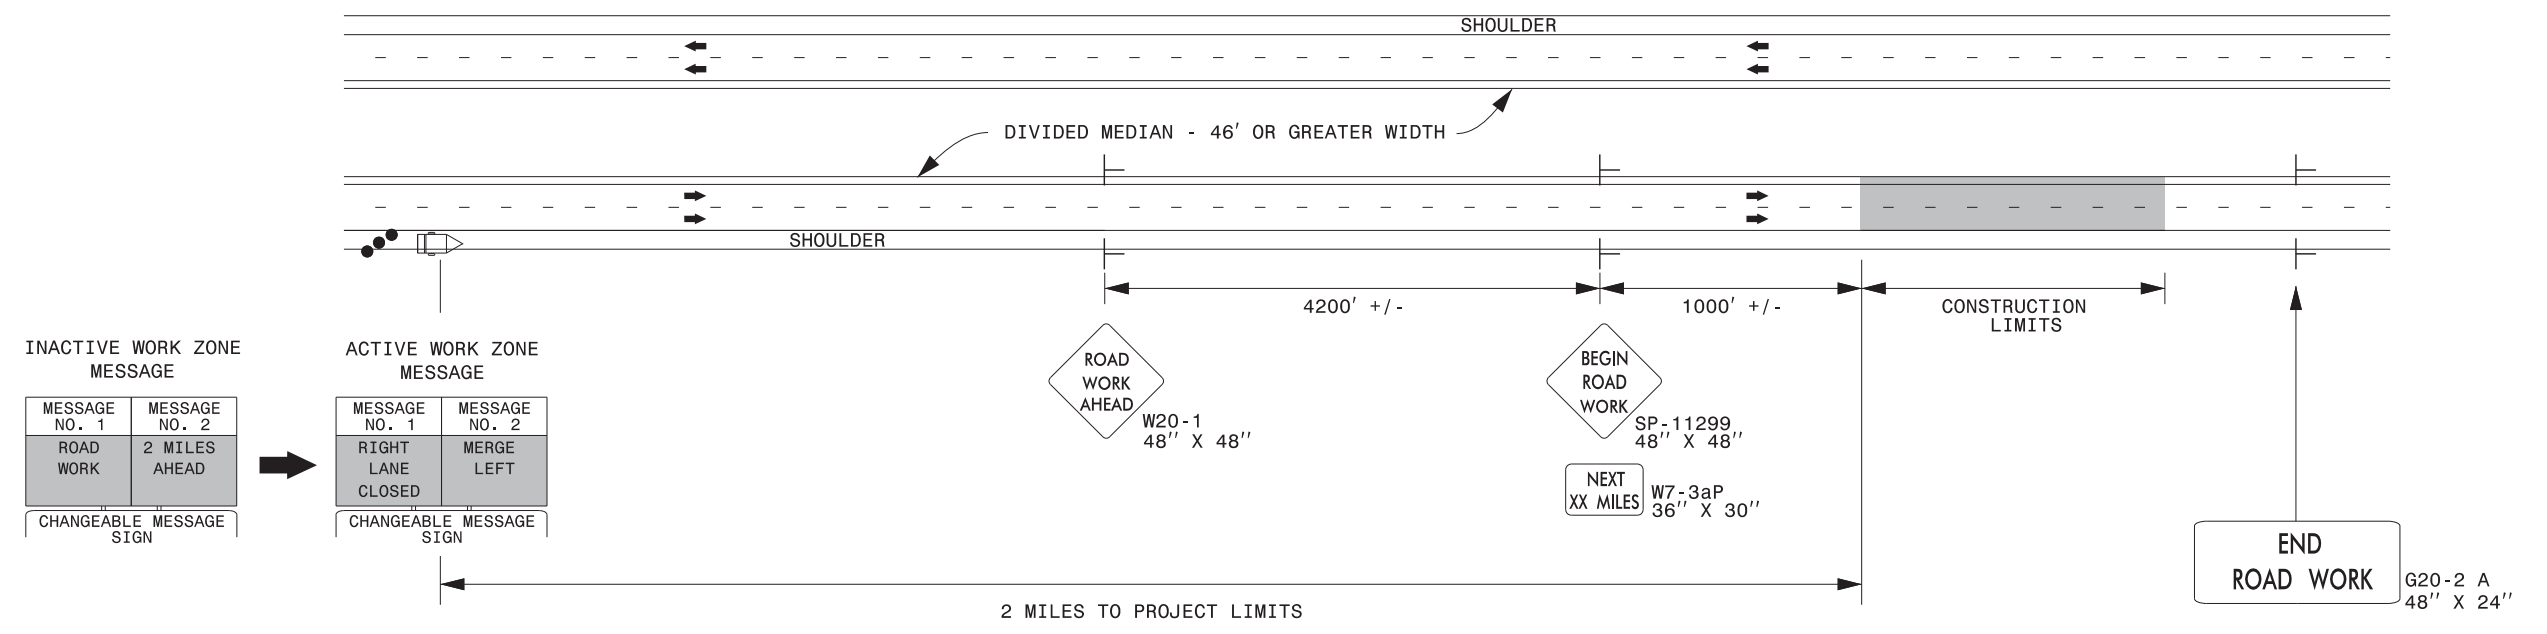 SHOULDER
DIVIDED MEDIAN - 46' OR GREATER WIDTH
SHOULDER
4200' +/-
1000' +/-
CONSTRUCTION
LIMITS
INACTIVE WORK ZONE
MESSAGE
MESSAGE
NO. 1
MESSAGE
NO. 2
ROAD
WORK
2 MILES
AHEAD
CHANGEABLE MESSAGE
SIGN
ACTIVE WORK ZONE
MESSAGE
MESSAGE
NO. 1
MESSAGE
NO. 2
RIGHT
LANE
CLOSED
MERGE
LEFT
CHANGEABLE MESSAGE
SIGN
ROAD
WORK
AHEAD
W20-1
48'' X 48''
BEGIN
ROAD
WORK
SP-11299
48'' X 48''
NEXT
XX MILES
W7-3aP
36'' X 30''
END
ROAD WORK
G20-2 A
48'' X 24''
2 MILES TO PROJECT LIMITS